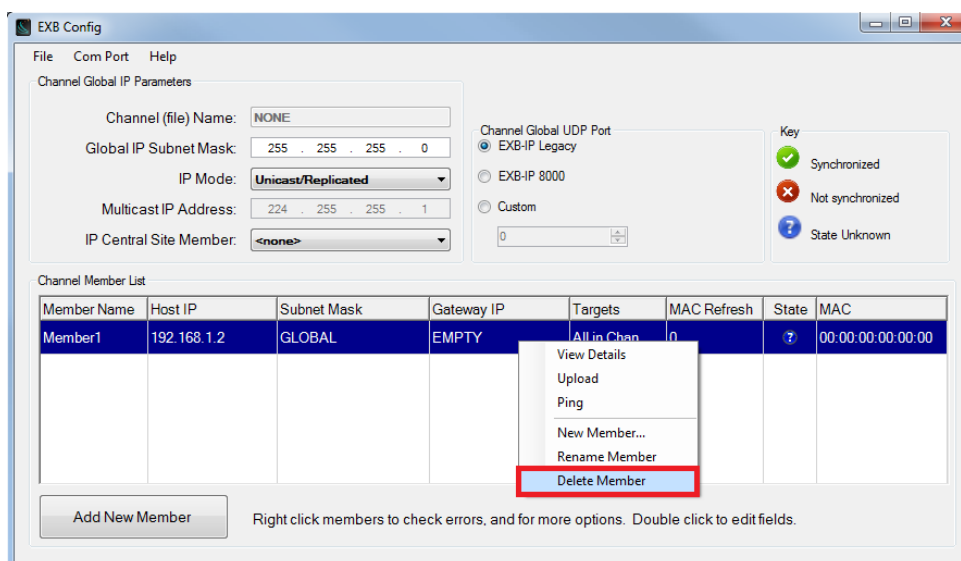 EXB Config
File Com Port Help
Channel Global IP Parameters
Channel (file) Name: NONE
Global IP Subnet Mask: 255 . 255 . 255 . 0
IP Mode: Unicast/Replicated
Multicast IP Address: 224 . 255 . 255 . 1
IP Central Site Member: <none>
Channel Global UDP Port
EXB-IP Legacy
EXB-IP 8000
Custom
0
Key
Synchronized
Not synchronized
State Unknown
Channel Member List
Member Name Host IP Subnet Mask Gateway IP Targets MAC Refresh State MAC
Member1 192.168.1.2 GLOBAL EMPTY All in Chan 0 ? 00:00:00:00:00:00
View Details
Upload
Ping
New Member...
Rename Member
Delete Member
Add New Member Right click members to check errors, and for more options. Double click to edit fields.